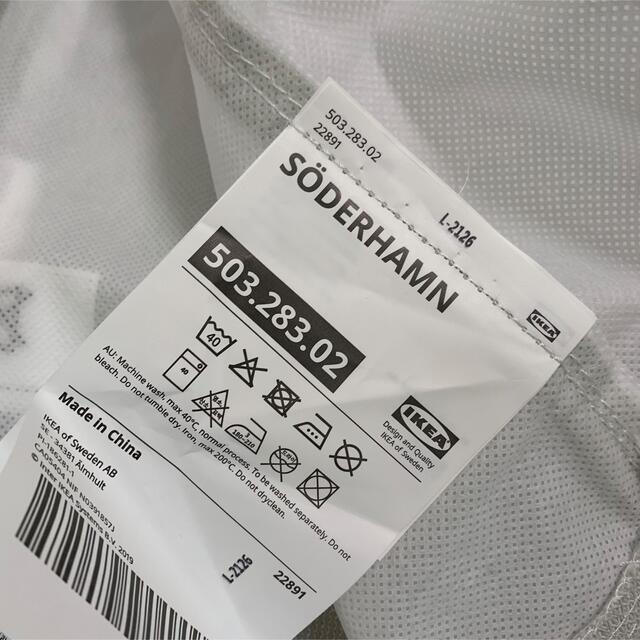 503.283.02
22891
L-2126
IKEA
SÖDERHAMN
503.283.02
40
40
AU: Machine wash. max 40°C, normal process. To be washed separately. Do not
bleach. Do not tumble dry. Iron, max 200°C. Do not dryclean.
IKEA
Design and Quality
IKEA of Sweden
Made in China
IKEA of Sweden AB
SE - 34381 Älmhult
© Inter IKEA Systems B.V. 2019
L-2126
22891